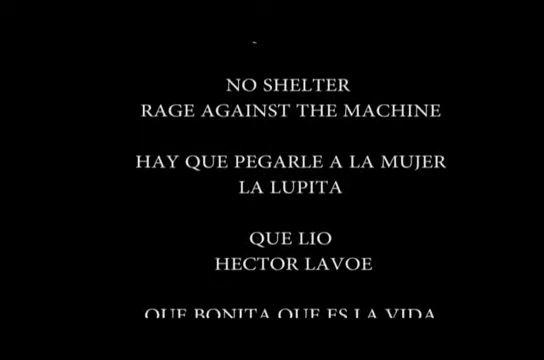 NO SHELTER
RAGE AGAINST THE MACHINE
HAY QUE PEGARLE A LA MUJER
LA LUPITA
QUE LIO
HECTOR LAVOE
QUE BONITA QUE ES LA VIDA